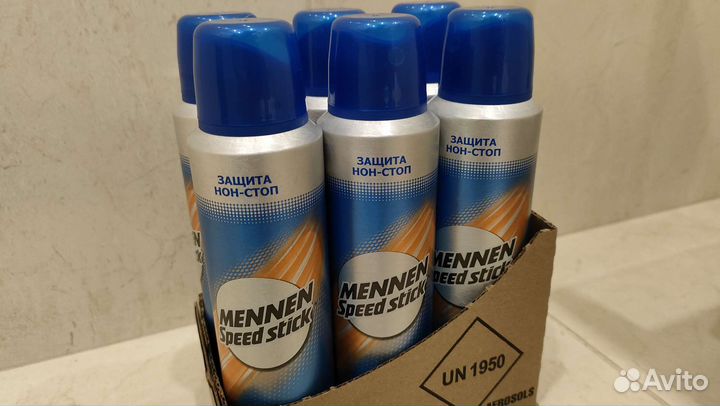 ЗАЩИТА
НОН-СТОП
MENNEN
Speed stick
ЗАЩИТА
НОН-СТОП
MENNEN
Speed stick
ЗАЩИТА
НОН-СТОП
MENNEN
Speed stick
UN 1950
AEROSOLS
Avito